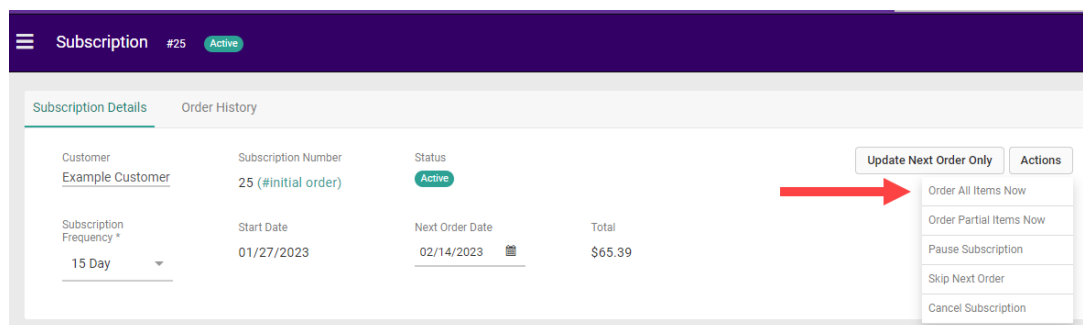 Subscription #25 Active
Subscription Details Order History
Customer Subscription Number Status
Update Next Order Only Actions
Example Customer 25 (#initial order) Active
Order All Items Now
Order Partial Items Now
Subscription
Frequency * Start Date Next Order Date Total
15 Day 01/27/2023 02/14/2023 $65.39
Pause Subscription
Skip Next Order
Cancel Subscription